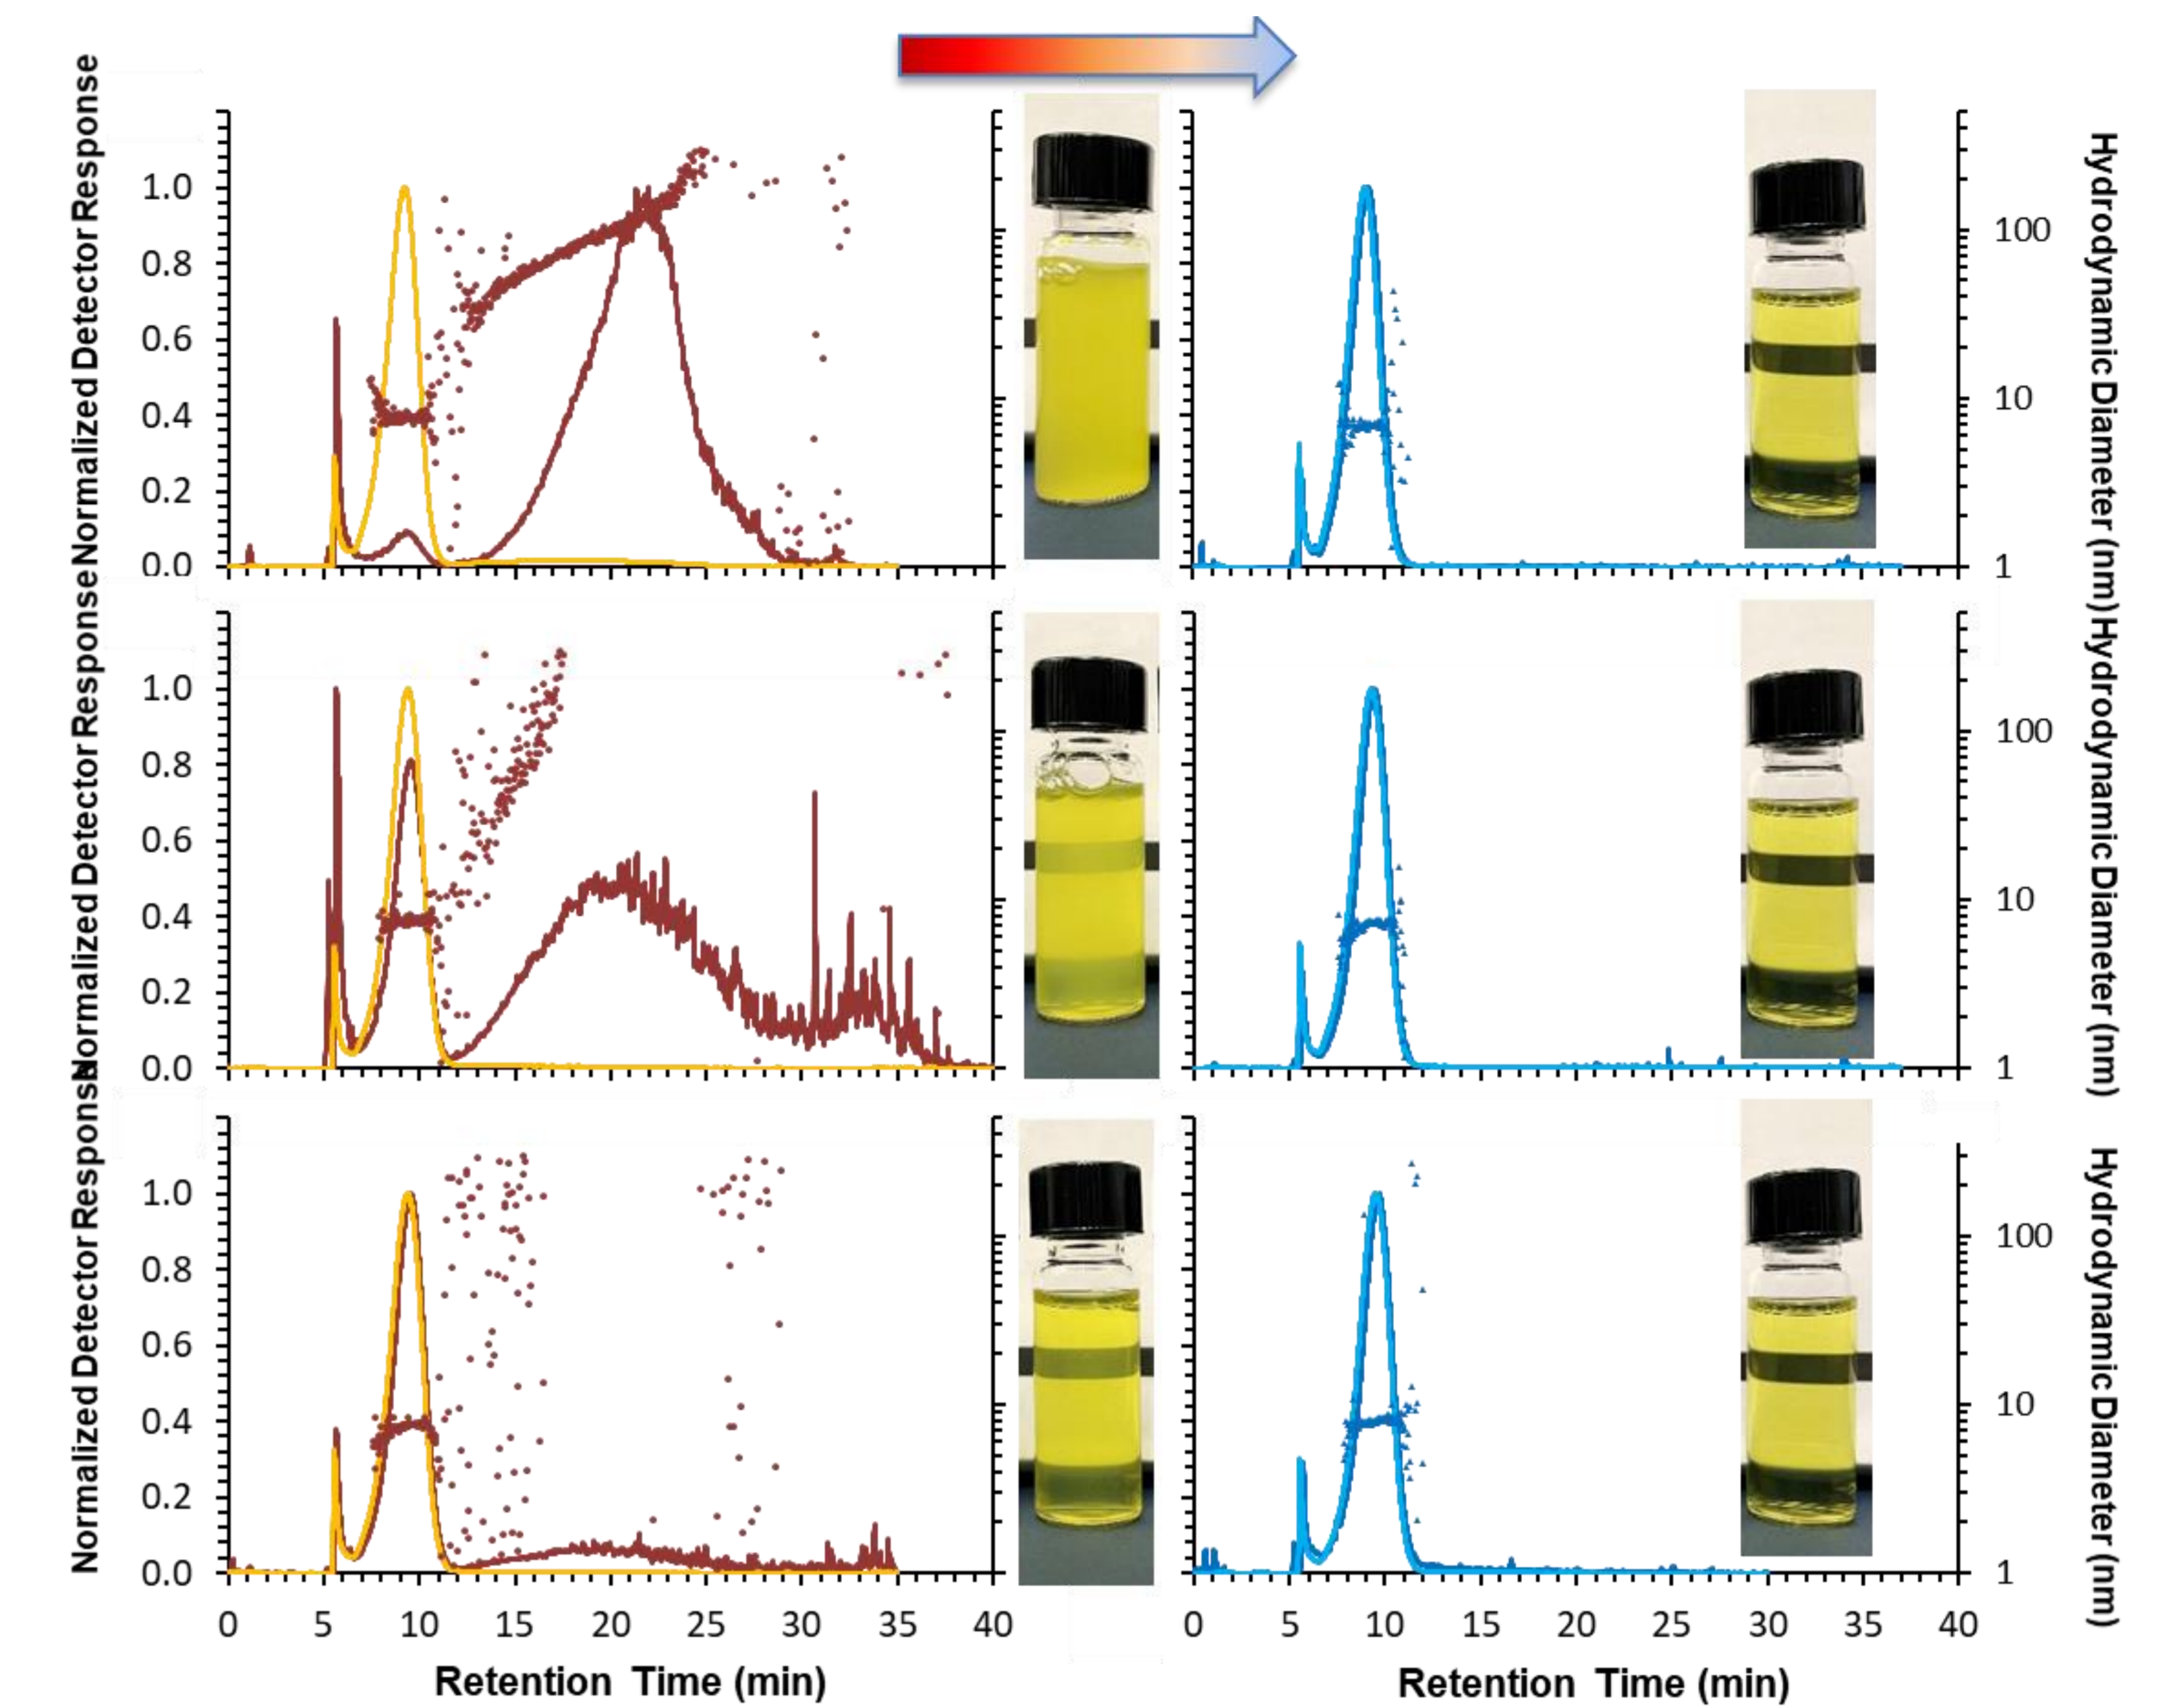 Normalized Detector Response
1.0
0.8
0.6
0.4
0.2
0.0
100
10
1
Hydrodynamic Diameter (nm)
Normalized Detector Response
1.0
0.8
0.6
0.4
0.2
0.0
100
10
1
Hydrodynamic Diameter (nm)
Normalized Detector Response
1.0
0.8
0.6
0.4
0.2
0.0
100
10
1
Hydrodynamic Diameter (nm)
0 5 10 15 20 25 30 35 40
0 5 10 15 20 25 30 35 40
Retention Time (min)
Retention Time (min)